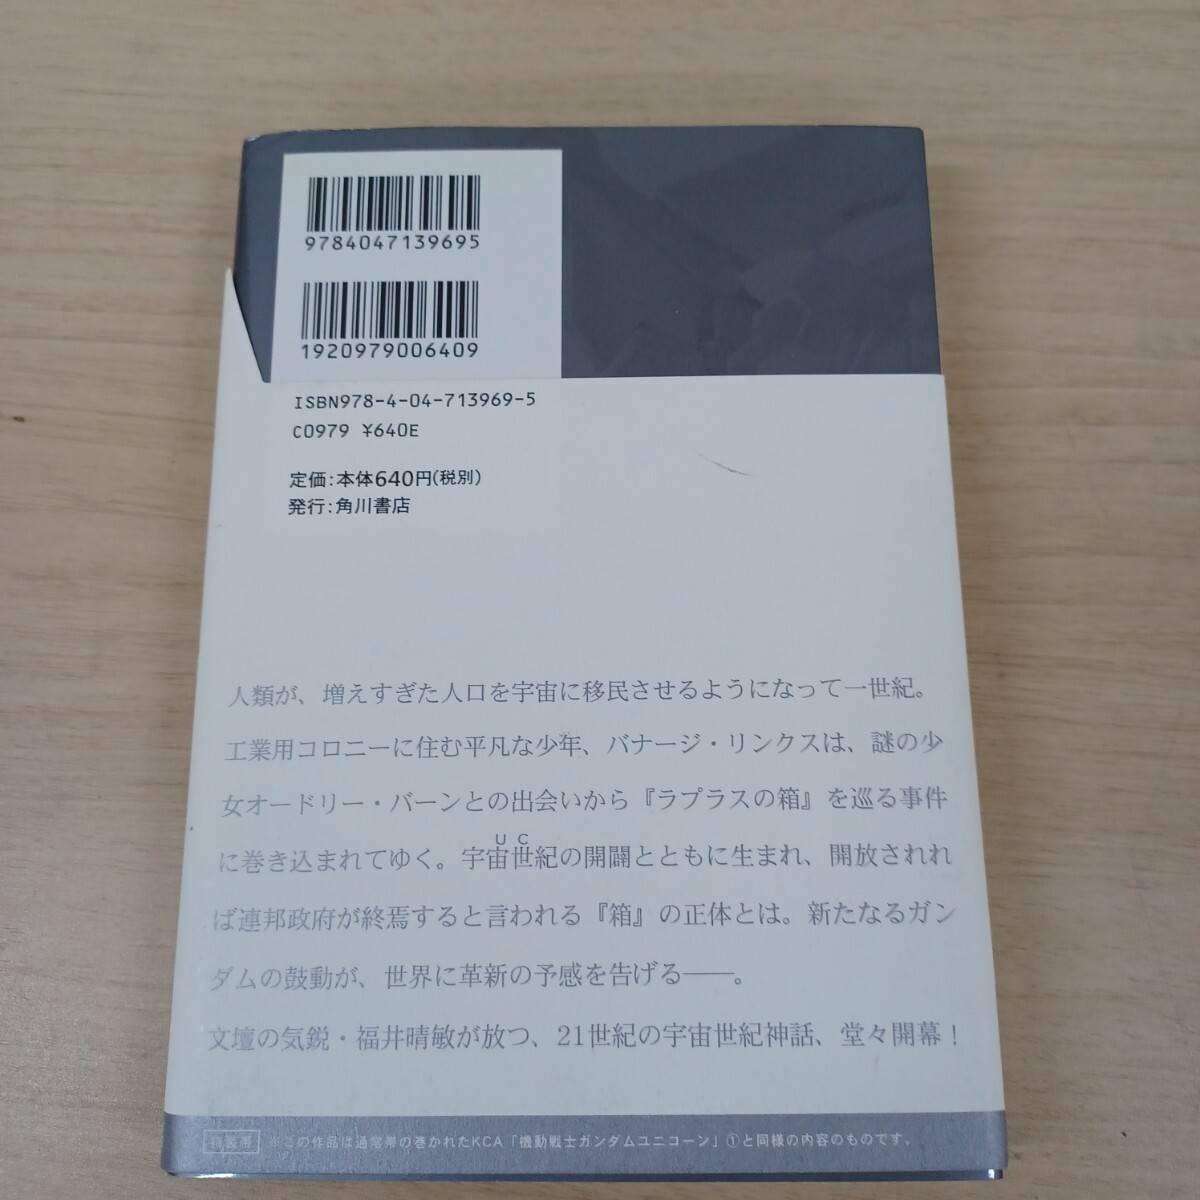 9784047139695
1920979006409
ISBN978-4-04-713969-5
C0979 ¥640E
定価:本体640円(税別)
発行:角川書店
人類が、増えすぎた人口を宇宙に移民させるようになって一世紀。
工業用コロニーに住む平凡な少年、バナージ・リンクスは、謎の少
女オードリー・バーンとの出会いから『ラプラスの箱』を巡る事件
UC
に巻き込まれてゆく。宇宙世紀の開闢とともに生まれ、開放されれ
ば連邦政府が終焉すると言われる『箱』の正体とは。新たなるガン
ダムの鼓動が、世界に革新の予感を告げる――。
文壇の気鋭・福井晴敏が放つ、21世紀の宇宙世紀神話、堂々開幕！
特装帯 ※この作品は通常帯の巻かれたKCA「機動戦士ガンダムユニコーン」①と同様の内容のものです。